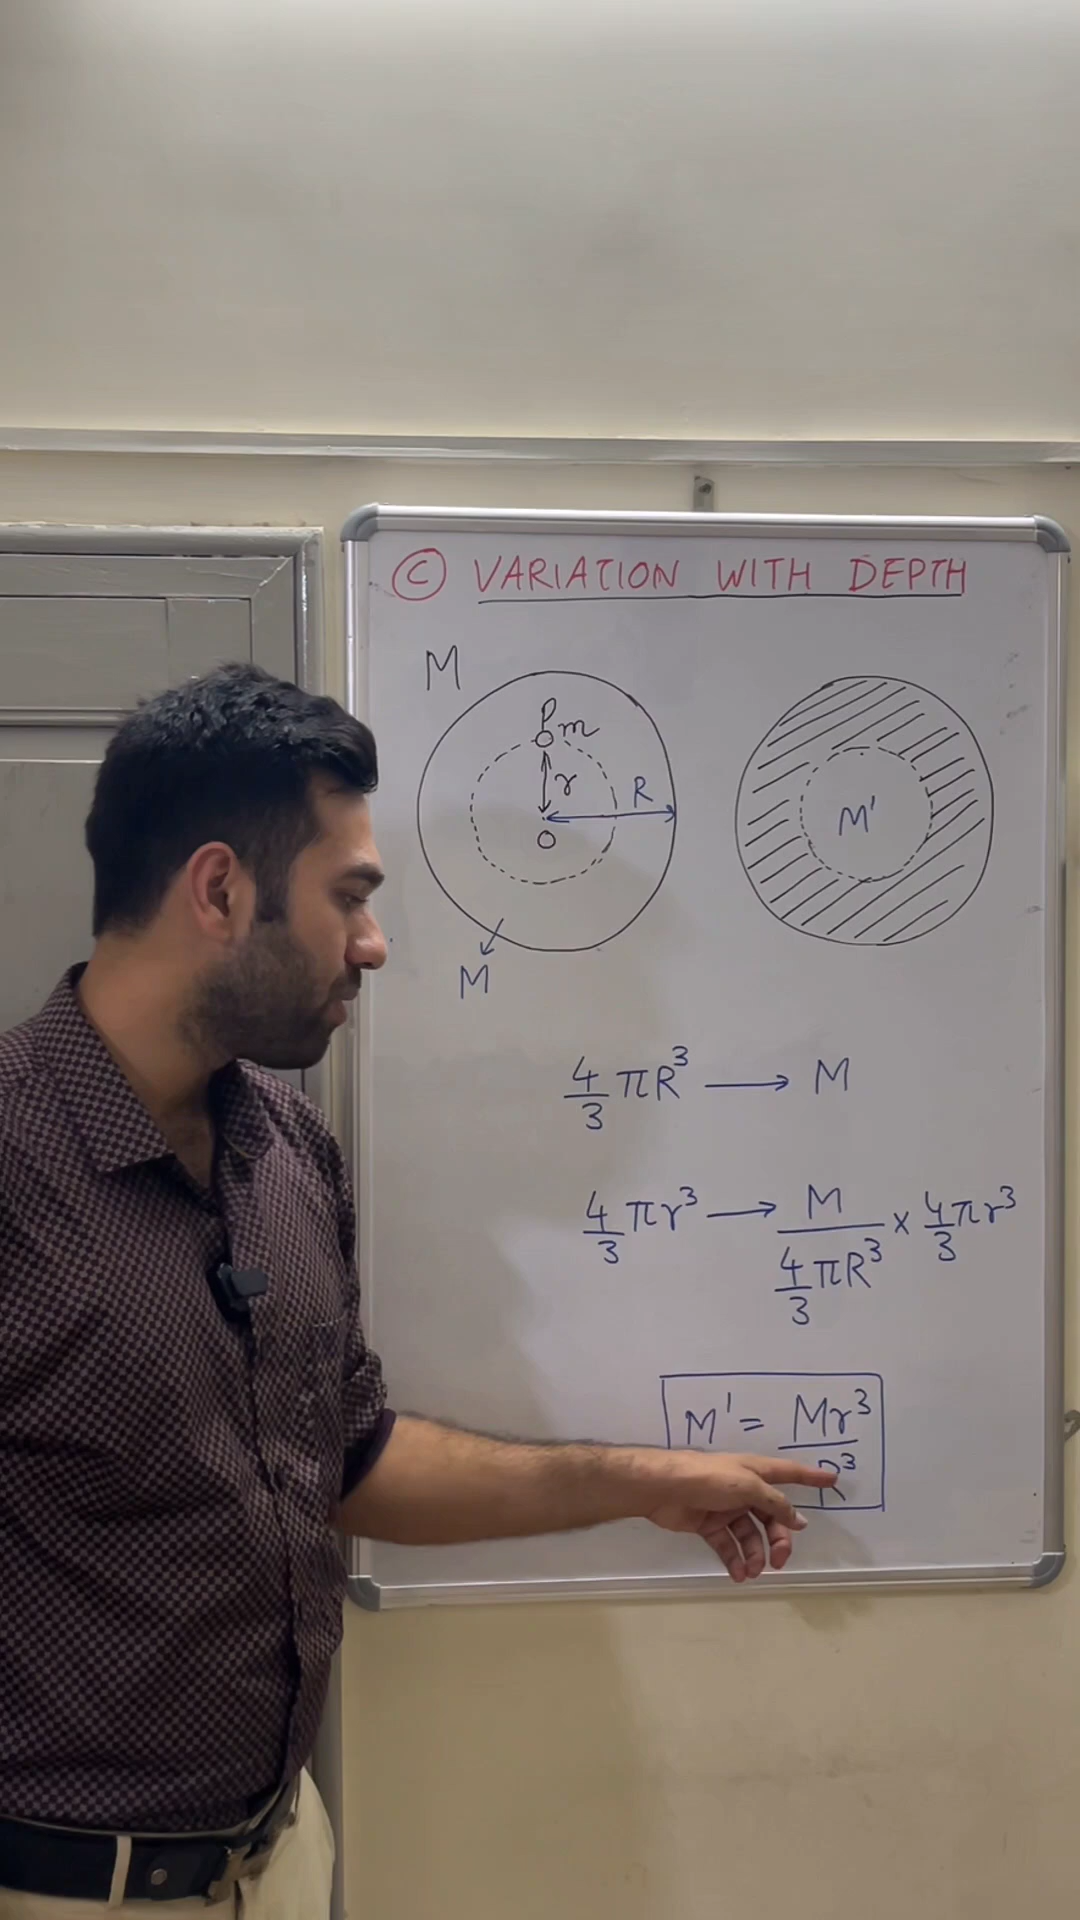 Ⓒ VARIATION WITH DEPTH
M
P m
r
R
O
M
M'
4/3 πR³ ⟶ M
4/3 πr³ ⟶ M / (4/3 πR³) × 4/3 πr³
M' = Mr³ / R³